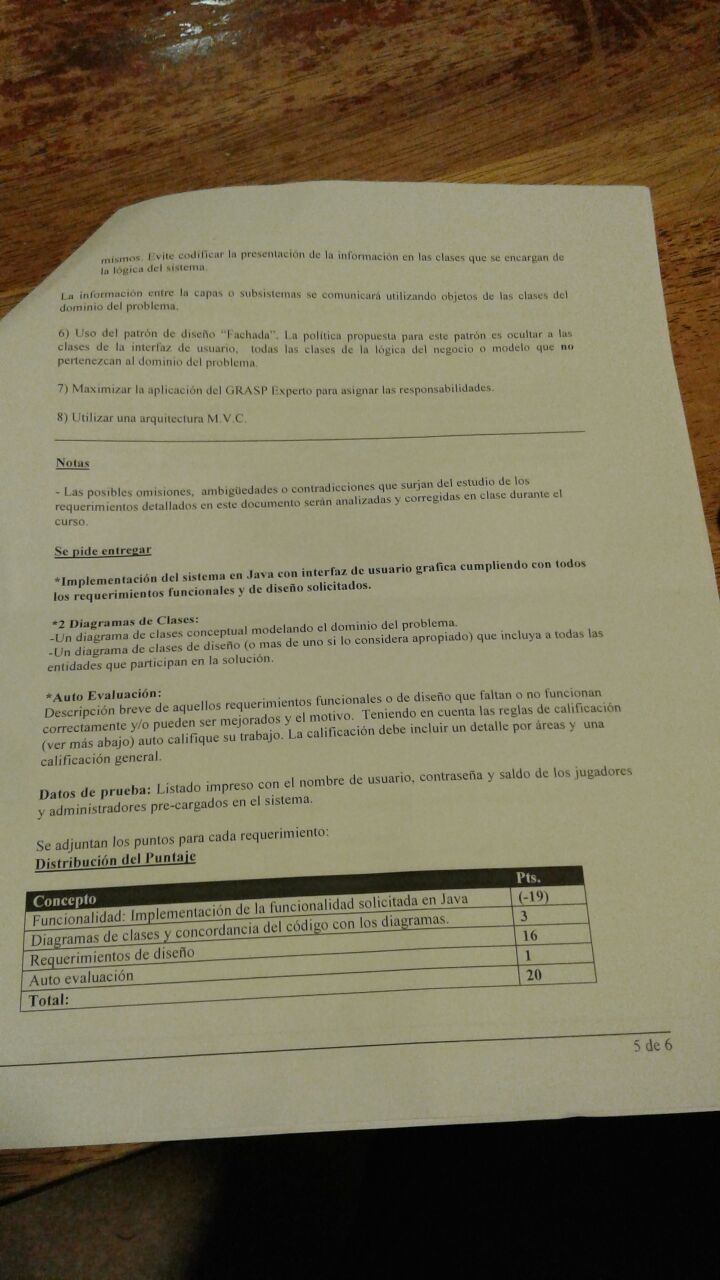 mismos. Evite codificar la presentación de la información en las clases que se encargan de
la lógica del sistema.
La información entre la capas o subsistemas se comunicará utilizando objetos de las clases del
dominio del problema.
6) Uso del patrón de diseño “Fachada”. La política propuesta para este patrón es ocultar a las
clases de la interfaz de usuario, todas las clases de la lógica del negocio o modelo que no
pertenezcan al dominio del problema.
7) Maximizar la aplicación del GRASP Experto para asignar las responsabilidades.
8) Utilizar una arquitectura M.V.C.
Notas
- Las posibles omisiones, ambigüedades o contradicciones que surjan del estudio de los
requerimientos detallados en este documento serán analizadas y corregidas en clase durante el
curso.
Se pide entregar
*Implementación del sistema en Java con interfaz de usuario grafica cumpliendo con todos
los requerimientos funcionales y de diseño solicitados.
*2 Diagramas de Clases:
-Un diagrama de clases conceptual modelando el dominio del problema.
-Un diagrama de clases de diseño (o mas de uno si lo considera apropiado) que incluya a todas las
entidades que participan en la solución.
*Auto Evaluación:
Descripción breve de aquellos requerimientos funcionales o de diseño que faltan o no funcionan
correctamente y/o pueden ser mejorados y el motivo. Teniendo en cuenta las reglas de calificación
(ver más abajo) auto califique su trabajo. La calificación debe incluir un detalle por áreas y una
calificación general.
Datos de prueba: Listado impreso con el nombre de usuario, contraseña y saldo de los jugadores
y administradores pre-cargados en el sistema.
Se adjuntan los puntos para cada requerimiento:
Distribución del Puntaje
Concepto Pts.
Funcionalidad: Implementación de la funcionalidad solicitada en Java (-19)
Diagramas de clases y concordancia del código con los diagramas. 3
Requerimientos de diseño 16
Auto evaluación 1
Total: 20
5 de 6